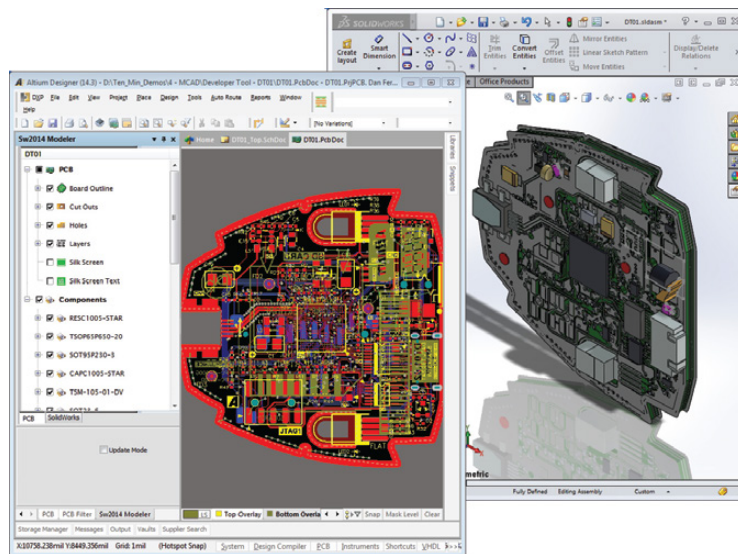 SOLIDWORKS
DT01.sldasm
Create layout
Smart Dimension
Trim Entities
Convert Entities
Offset Entities
Mirror Entities
Linear Sketch Pattern
Move Entities
Display/Delete Relations
Office Products
Altium Designer (14.3) - D:\Ten_Min_Demos\4 - MCAD\Developer Tool - DT01\DT01.PcbDoc - DT01.PrjPCB. Dan Fer...
DXP File Edit View Project Place Design Tools Auto Route Reports Window
Help
[No Variations]
Sw2014 Modeler
Home DT01_Top.SchDoc DT01.PcbDoc
Libraries
Snippets
DT01
PCB
Board Outline
Cut Outs
Holes
Layers
Silk Screen
Silk Screen Text
Components
RESC1005-STAR
TSOP65P650-20
SOT95P230-3
CAPC1005-STAR
TSM-105-01-DV
JTAG1
FLAT
PCB SolidWorks
Update Mode
PCB PCB Filter Sw2014 Modeler
LS Top Overlay Bottom Overla Snap Mask Level Clear
Storage Manager Messages Output Vaults Supplier Search
X:10758.238mil Y:8449.356mil Grid: 1mil (Hotspot Snap) System Design Compiler PCB Instruments Shortcuts VHDL
metric
Fully Defined Editing Assembly Custom